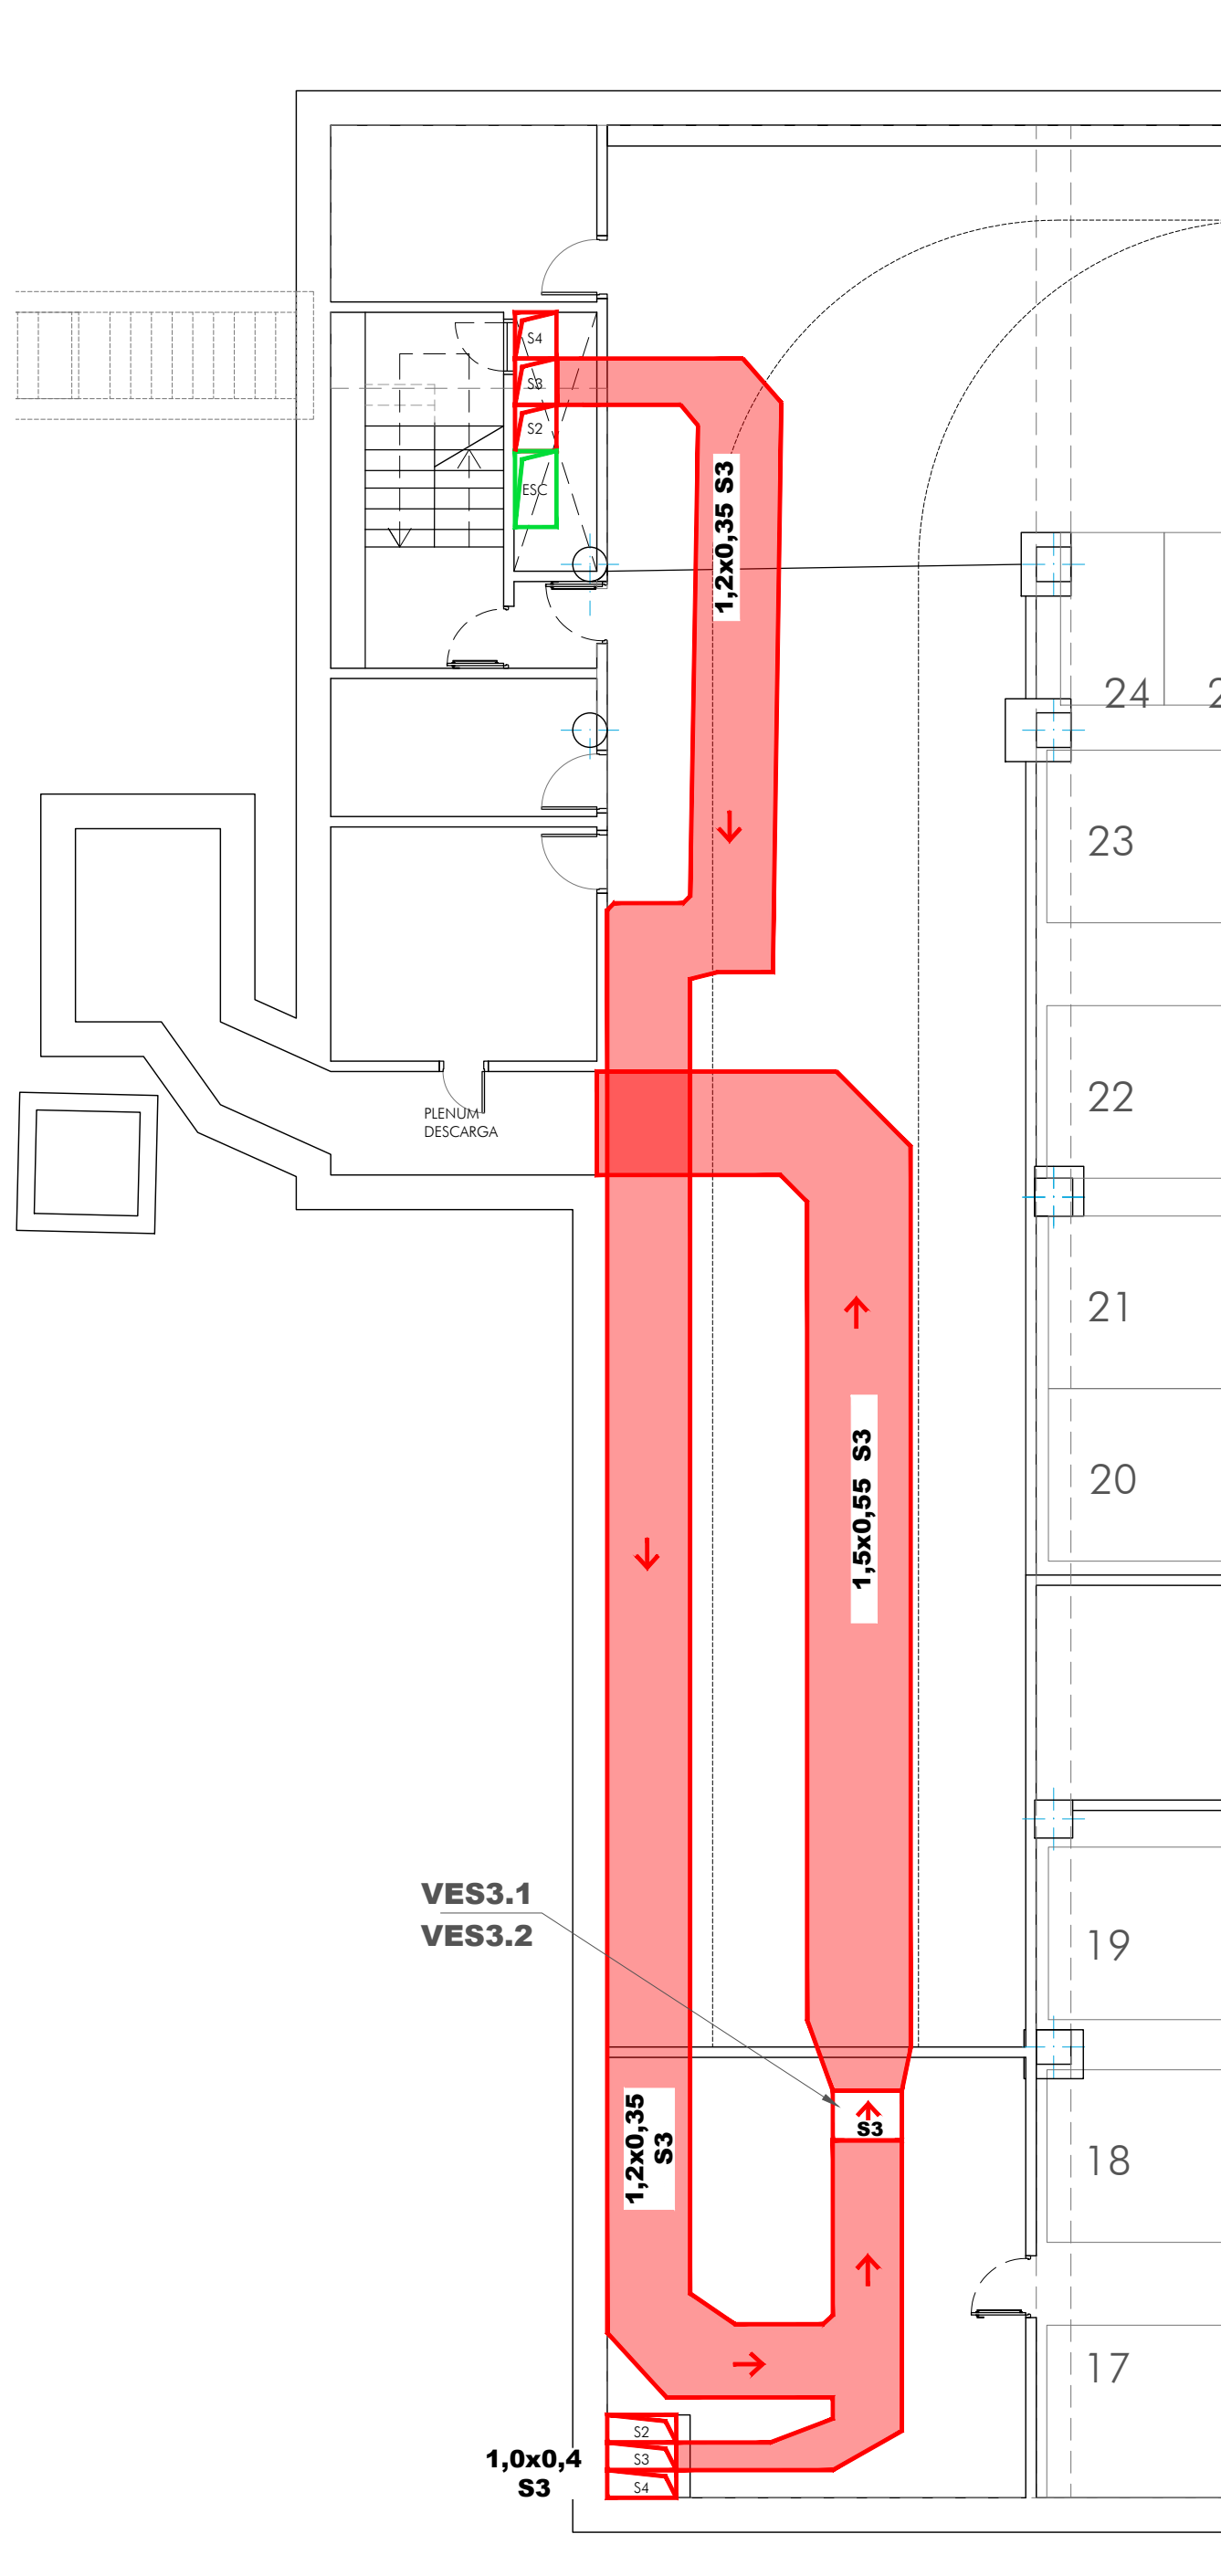 S4
S3
S2
ESC
1,2x0,35 S3
24
23
22
PLENUM
DESCARGA
21
1,5x0,55 S3
20
VES3.1
VES3.2
19
1,2x0,35
S3
S3
18
17
S2
S3
S4
1,0x0,4
S3